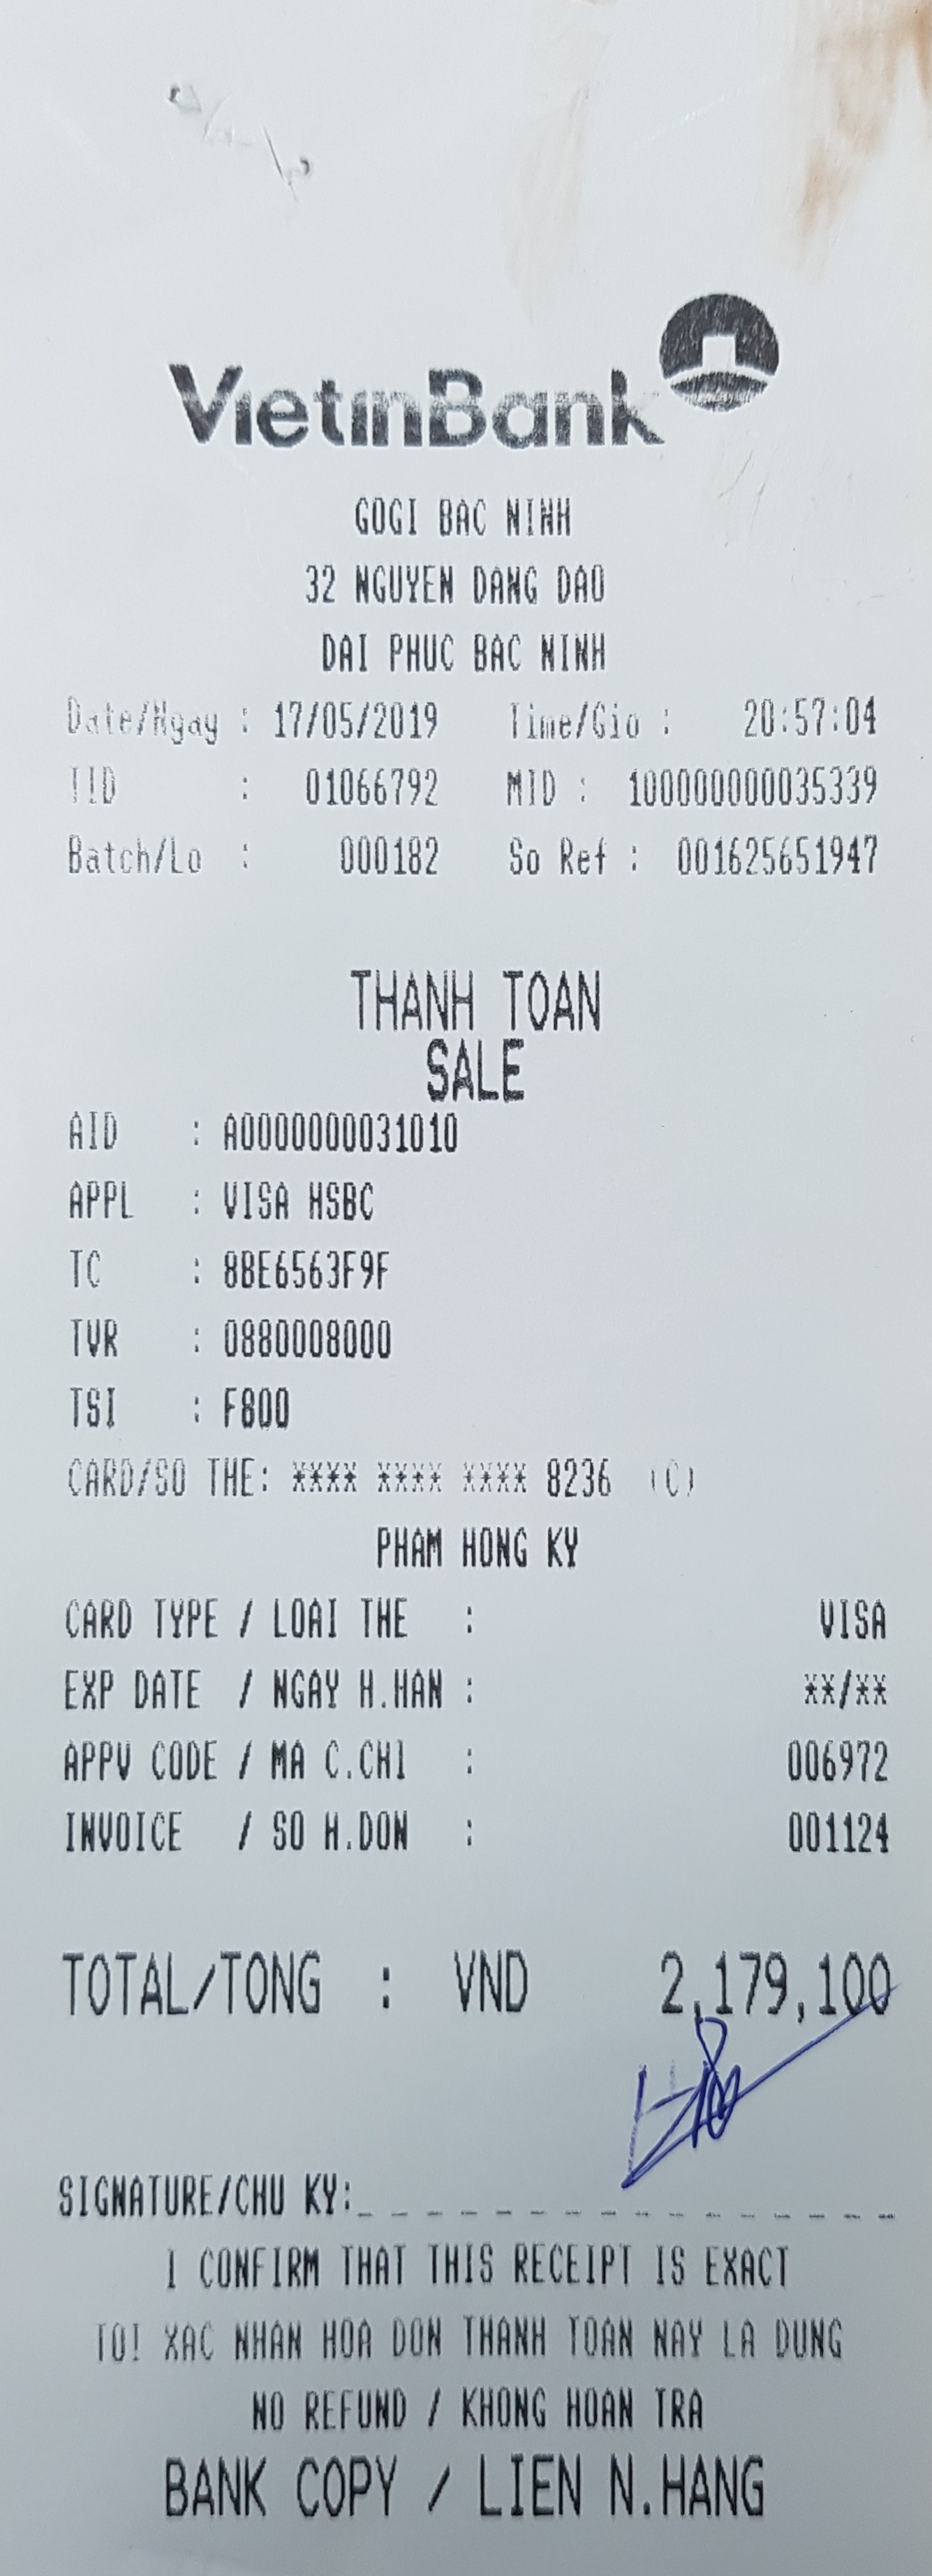 VietinBank
GOGI BAC NINH
32 NGUYEN DANG DAO
DAI PHUC BAC NINH
Date/Ngay : 17/05/2019 Time/Gio : 20:57:04
TID : 01066792 MID : 100000000035339
Batch/Lo : 000182 So Ref : 001625651947
THANH TOAN
SALE
AID : A0000000031010
APPL : VISA HSBC
TC : 8BE6563F9F
TVR : 0880008000
TSI : F800
CARD/SO THE: **** **** **** 8236 (C)
PHAM HONG KY
CARD TYPE / LOAI THE : VISA
EXP DATE / NGAY H.HAN : **/**
APPV CODE / MA C.CHI : 006972
INVOICE / SO H.DON : 001124
TOTAL/TONG : VND 2,179,100
SIGNATURE/CHU KY:_ _ _ _ _ _ _ _ _ _ _ _ _ _ _ _
I CONFIRM THAT THIS RECEIPT IS EXACT
TOI XAC NHAN HOA DON THANH TOAN NAY LA DUNG
NO REFUND / KHONG HOAN TRA
BANK COPY / LIEN N.HANG